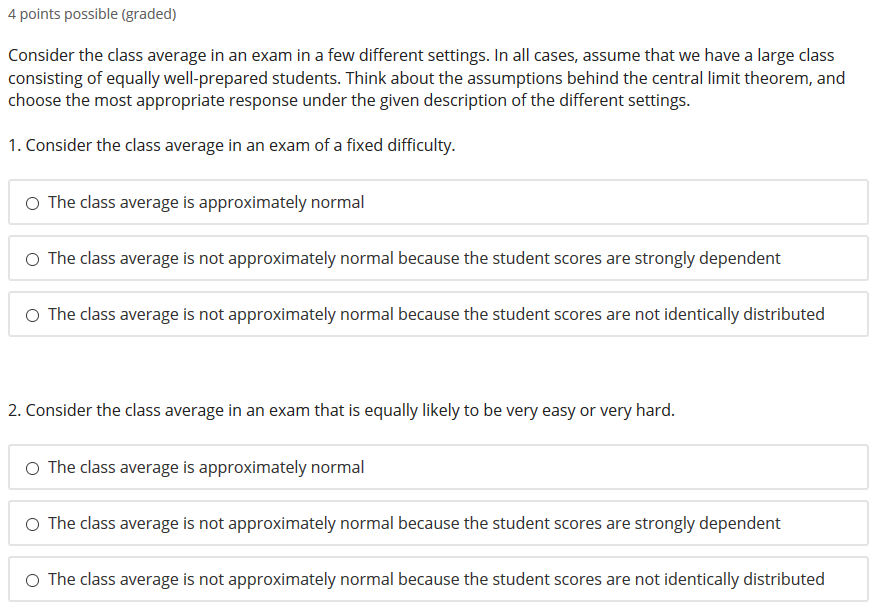 4 points possible (graded)
Consider the class average in an exam in a few different settings. In all cases, assume that we have a large class
consisting of equally well-prepared students. Think about the assumptions behind the central limit theorem, and
choose the most appropriate response under the given description of the different settings.
1. Consider the class average in an exam of a fixed difficulty.
The class average is approximately normal
The class average is not approximately normal because the student scores are strongly dependent
The class average is not approximately normal because the student scores are not identically distributed
2. Consider the class average in an exam that is equally likely to be very easy or very hard.
The class average is approximately normal
The class average is not approximately normal because the student scores are strongly dependent
The class average is not approximately normal because the student scores are not identically distributed